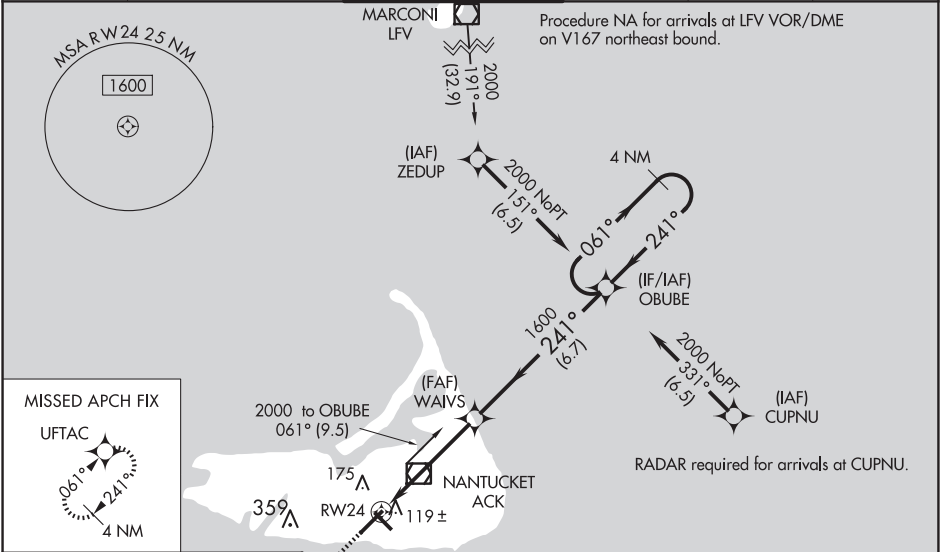 MARCONI
LFV
Procedure NA for arrivals at LFV VOR/DME
on V167 northeast bound.
MSA RW24 25 NM
1600
2000
191°
(32.9)
(IAF)
ZEDUP
2000 NoPT
151°
(6.5)
4 NM
061°
241°
(IF/IAF)
OBUBE
1600
241°
(6.7)
2000 NoPT
331°
(6.5)
(IAF)
CUPNU
(FAF)
WAIVS
2000 to OBUBE
061° (9.5)
RADAR required for arrivals at CUPNU.
MISSED APCH FIX
UFTAC
061°
241°
4 NM
175
NANTUCKET
ACK
359
RW24
119 ±